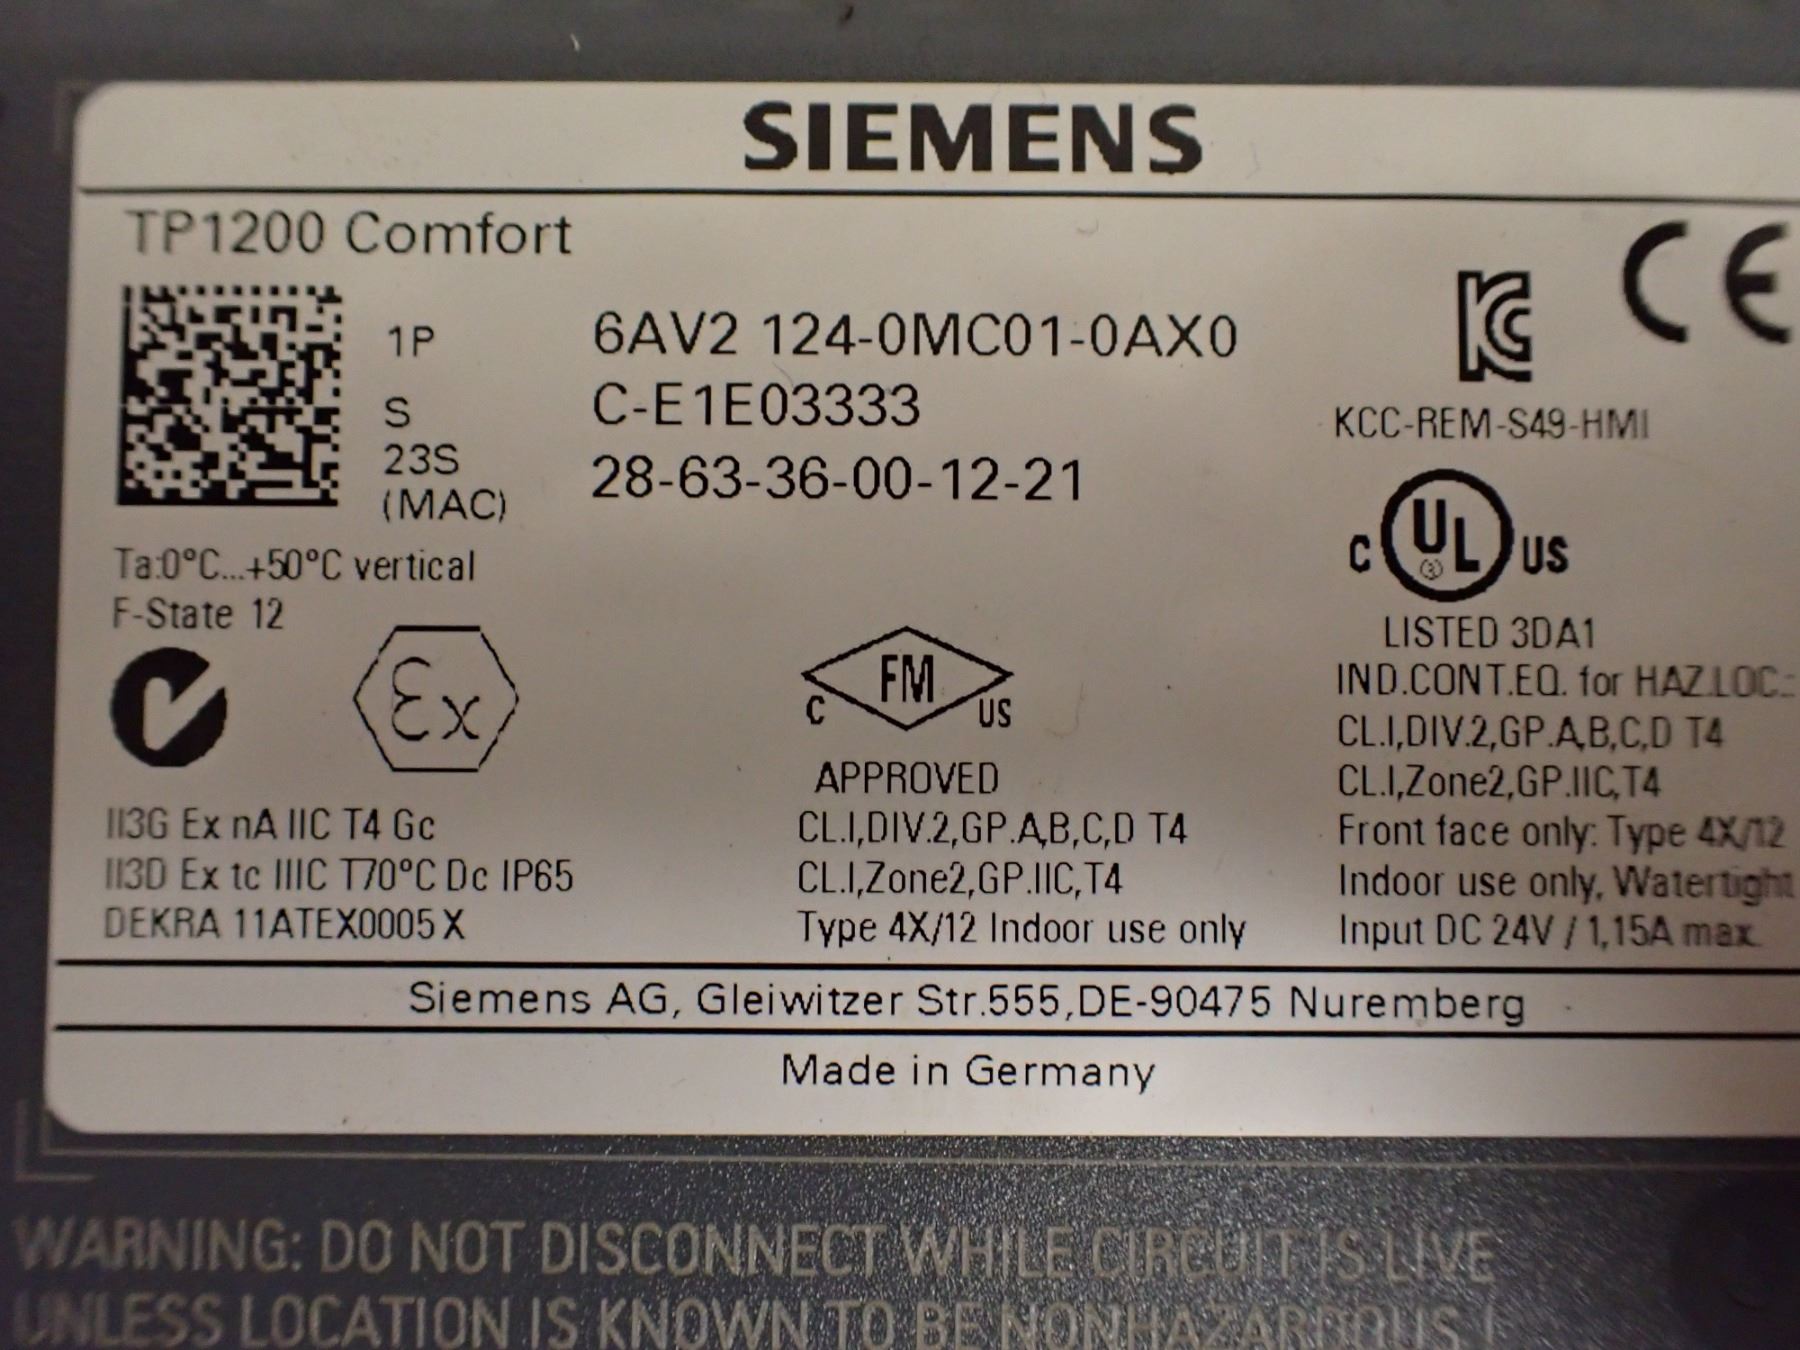 SIEMENS
TP1200 Comfort
1P 6AV2 124-0MC01-0AX0
S C-E1E03333
23S (MAC) 28-63-36-00-12-21
Ta:0°C...+50°C vertical
F-State 12
CE
KC
KCC-REM-S49-HMI
C UL US
LISTED 3DA1
IND.CONT.EQ. for HAZ.LOC.:
CL.I,DIV.2,GP.A,B,C,D T4
CL.I,Zone2,GP.IIC,T4
Front face only: Type 4X/12
Indoor use only, Watertight
Input DC 24V / 1,15A max.
Ex
II3G Ex nA IIC T4 Gc
II3D Ex tc IIIC T70°C Dc IP65
DEKRA 11ATEX0005 X
C FM US
APPROVED
CL.I,DIV.2,GP.A,B,C,D T4
CL.I,Zone2,GP.IIC,T4
Type 4X/12 Indoor use only
Siemens AG, Gleiwitzer Str.555,DE-90475 Nuremberg
Made in Germany
WARNING: DO NOT DISCONNECT WHILE CIRCUIT IS LIVE
UNLESS LOCATION IS KNOWN TO BE NONHAZARDOUS !